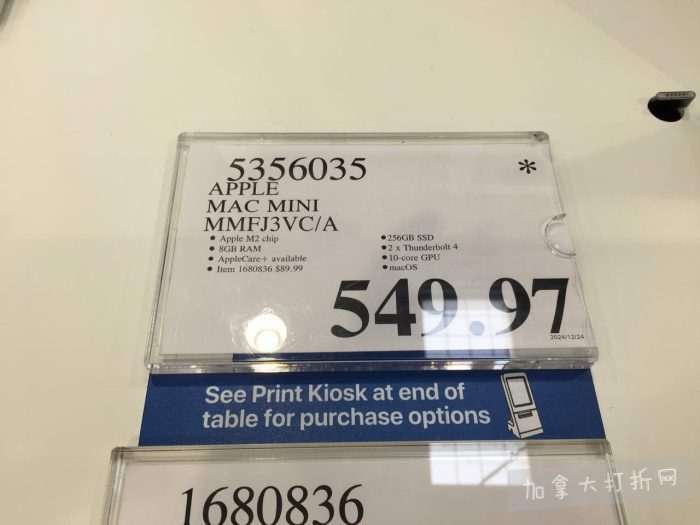 5356035
*
APPLE
MAC MINI
MMFJ3VC/A
• Apple M2 chip
• 8GB RAM
• AppleCare+ available
• Item 1680836 $89.99
• 256GB SSD
• 2 x Thunderbolt 4
• 10-core GPU
• macOS
549.97
2024/12/24
See Print Kiosk at end of
table for purchase options
1680836
加拿大打折网